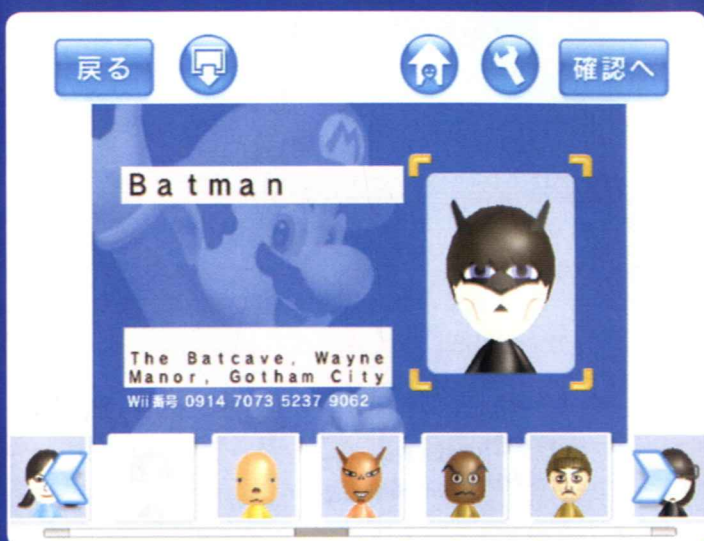 戻る
確認へ
M
Batman
The Batcave, Wayne
Manor, Gotham City
Wii番号 0914 7073 5237 9062